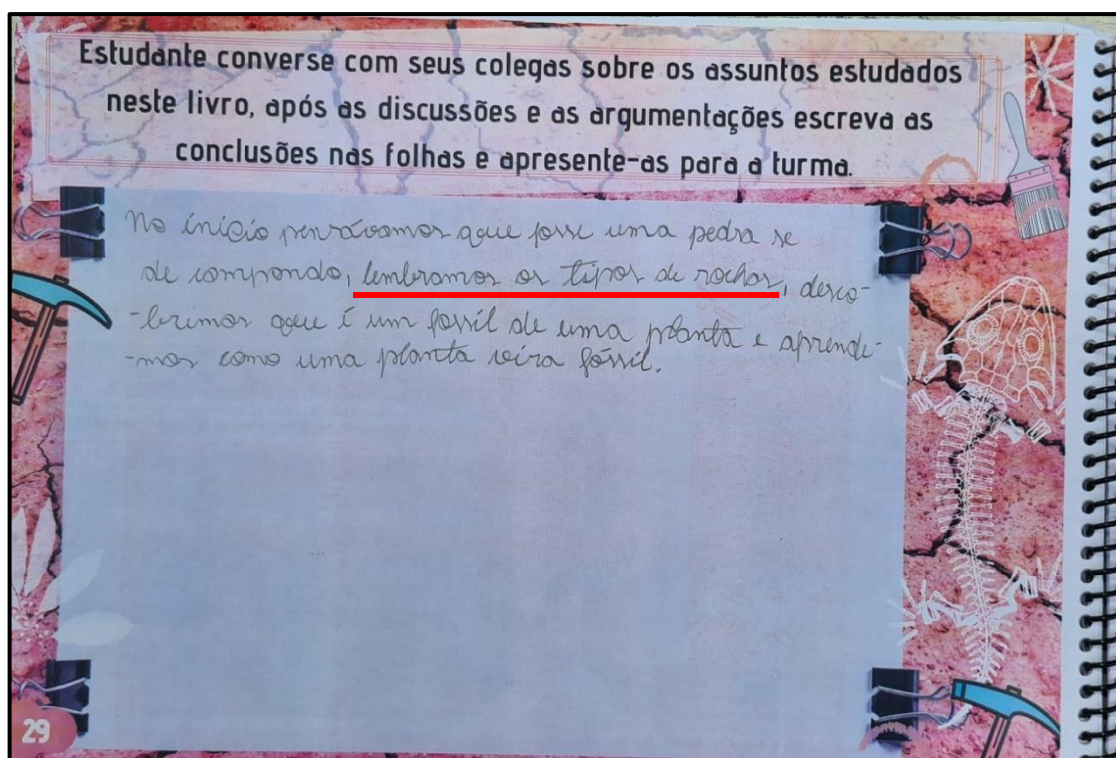 Estudante converse com seus colegas sobre os assuntos estudados
neste livro, após as discussões e as argumentações escreva as
conclusões nas folhas e apresente-as para a turma.
No início pensávamos que fosse uma pedra se
de compondo, lembramos os tipos de rochas, desco-
-brimos que é um fóssil de uma planta e aprende-
-mos como uma planta vira fóssil.
29